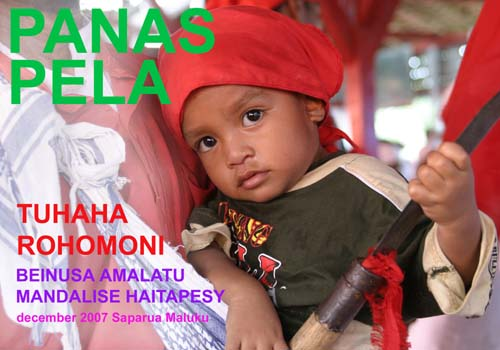 PANAS
PELA
TUHAHA
ROHOMONI
BEINUSA AMALATU
MANDALISE HAITAPESY
december 2007 Saparua Maluku